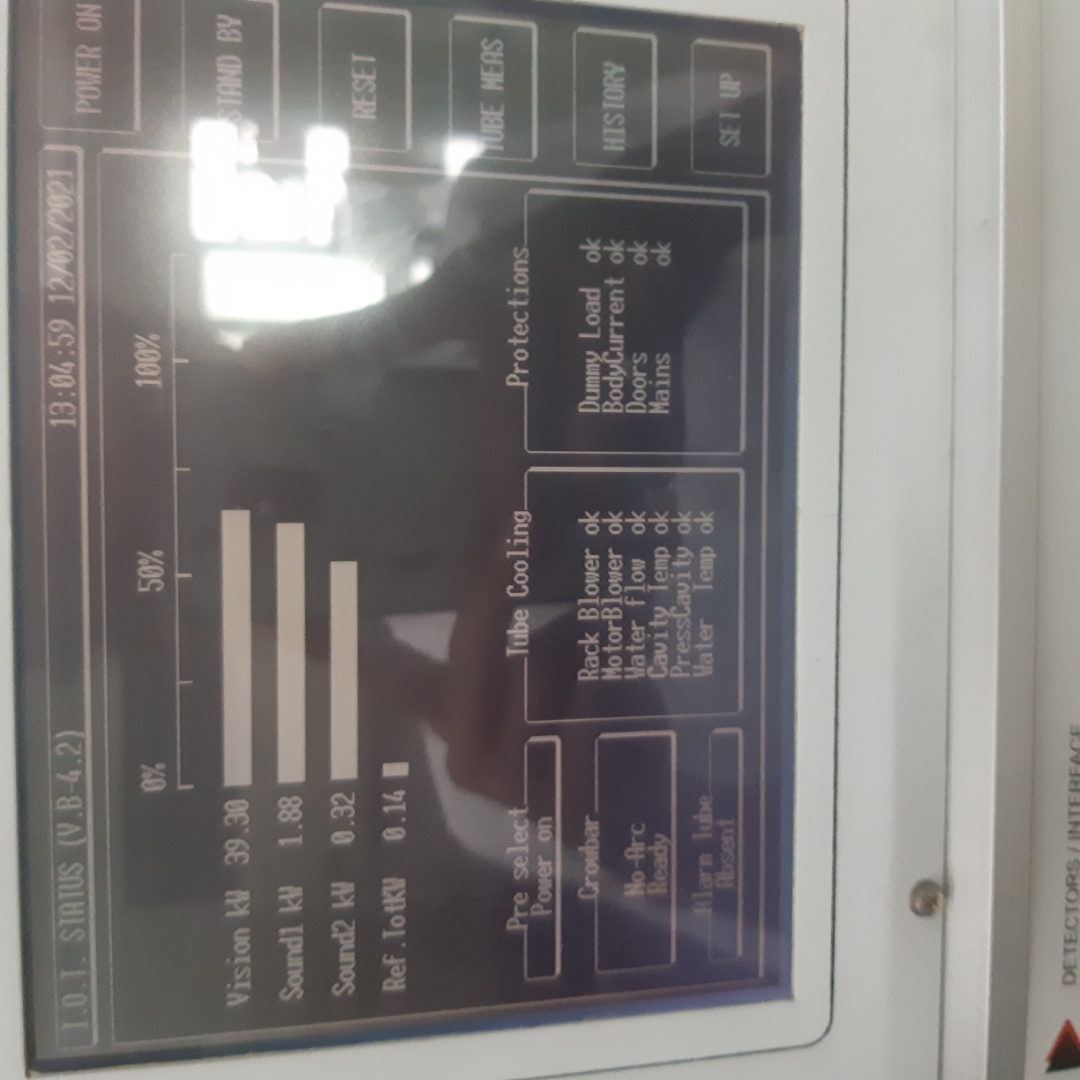 I.O.T. STATUS (V.B-4.2) 13:04:59 12/02/2021
POWER ON
0% 50% 100%
Vision kW 39.30
STAND BY
Sound1 kW 1.88
Sound2 kW 0.32
RESET
Ref.TotKW 0.14
TUBE MEAS
Pre select
Power on
Crowbar
No-Arc
Ready
Alarm Tube
Absent
Tube Cooling
Rack Blower ok
MotorBlower ok
Water flow ok
Cavity Temp ok
PressCavity ok
Water Temp ok
Protections
Dummy Load ok
BodyCurrent ok
Doors ok
Mains ok
HISTORY
SET UP
DETECTORS / INTERFACE